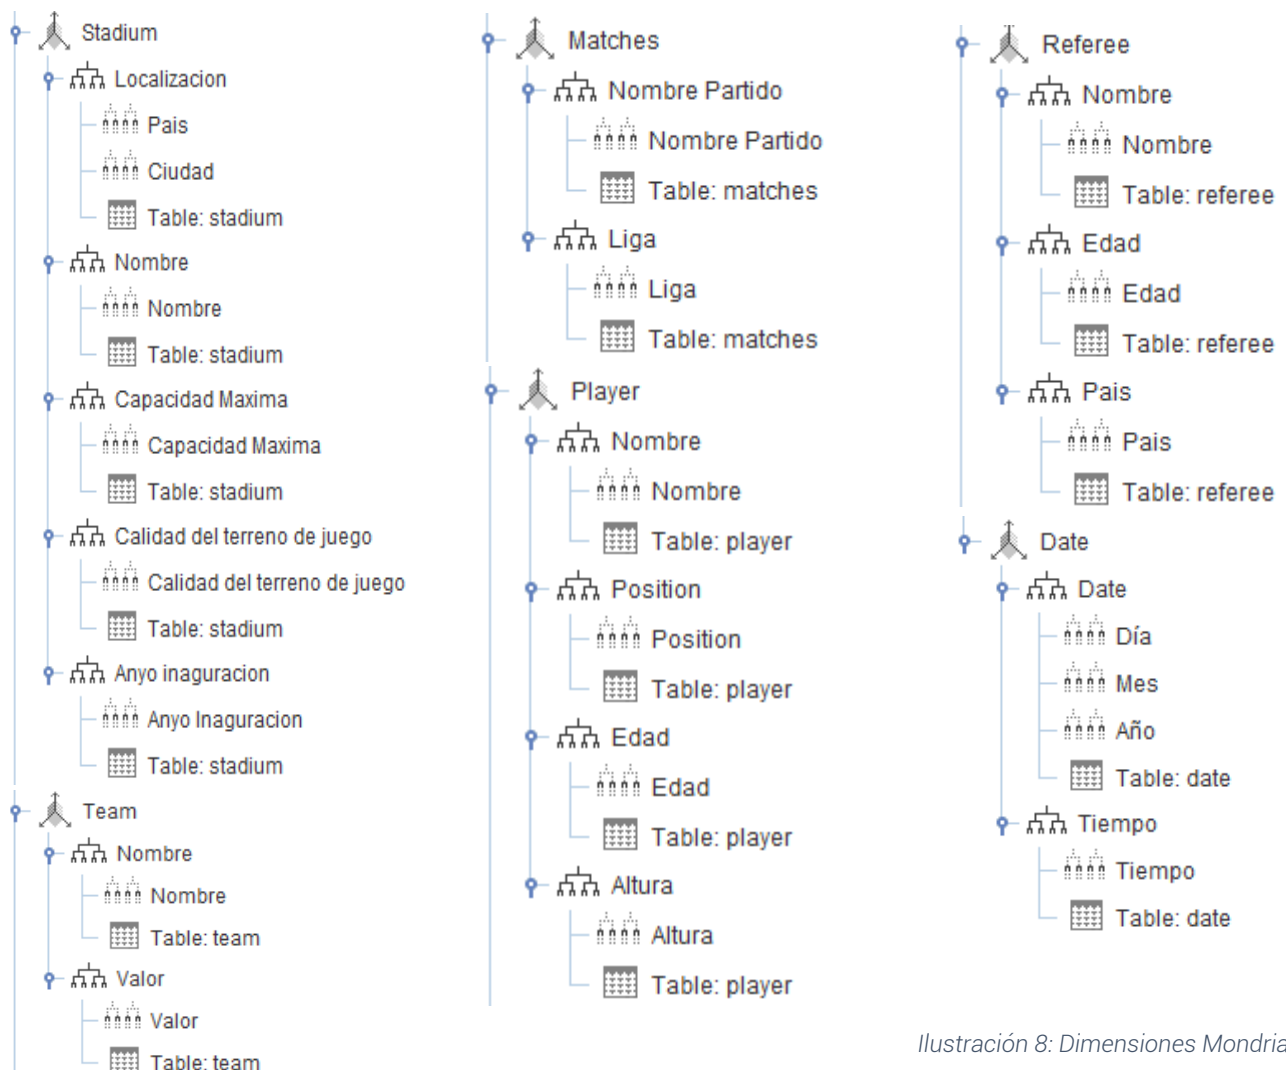 Stadium
Localizacion
Pais
Ciudad
Table: stadium
Nombre
Nombre
Table: stadium
Capacidad Maxima
Capacidad Maxima
Table: stadium
Calidad del terreno de juego
Calidad del terreno de juego
Table: stadium
Anyo inaguracion
Anyo Inaguracion
Table: stadium
Team
Nombre
Nombre
Table: team
Valor
Valor
Table: team
Matches
Nombre Partido
Nombre Partido
Table: matches
Liga
Liga
Table: matches
Player
Nombre
Nombre
Table: player
Position
Position
Table: player
Edad
Edad
Table: player
Altura
Altura
Table: player
Referee
Nombre
Nombre
Table: referee
Edad
Edad
Table: referee
Pais
Pais
Table: referee
Date
Date
Día
Mes
Año
Table: date
Tiempo
Tiempo
Table: date
Ilustración 8: Dimensiones Mondria